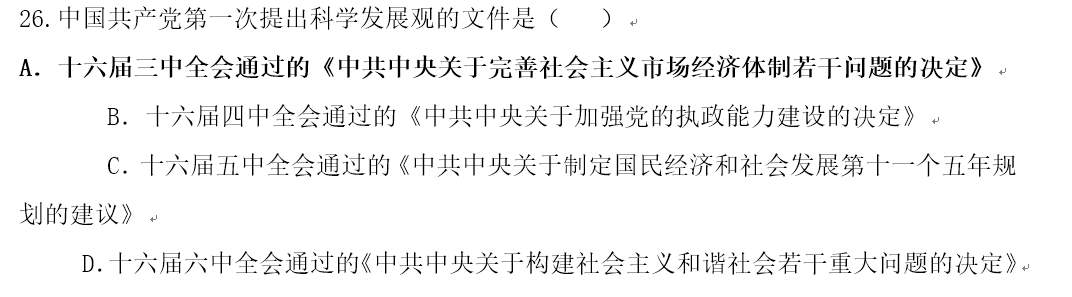 26.中国共产党第一次提出科学发展观的文件是（　　）
A．十六届三中全会通过的《中共中央关于完善社会主义市场经济体制若干问题的决定》
B．十六届四中全会通过的《中共中央关于加强党的执政能力建设的决定》
C．十六届五中全会通过的《中共中央关于制定国民经济和社会发展第十一个五年规
划的建议》
D.十六届六中全会通过的《中共中央关于构建社会主义和谐社会若干重大问题的决定》